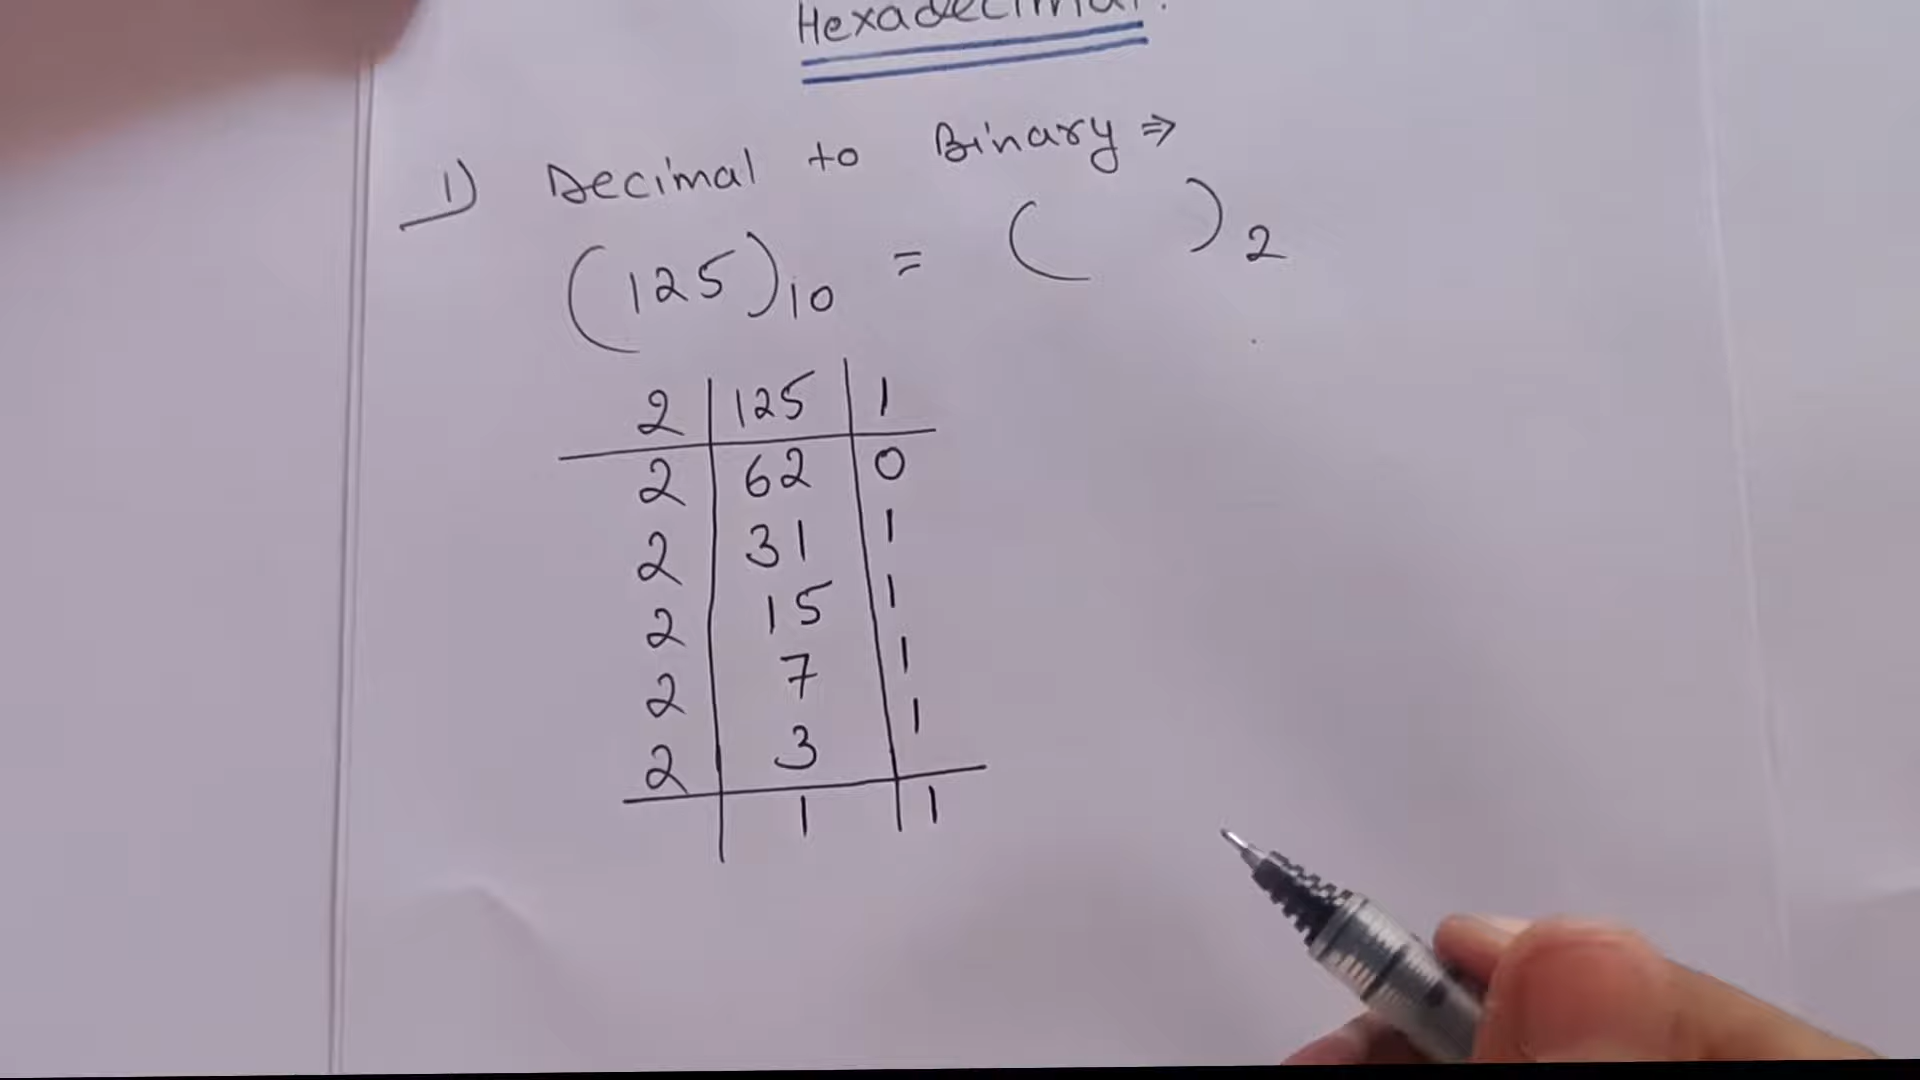 Hexadecimal.
1) Decimal to Binary ⇒
(125)10 = ( )2
2 | 125 | 1
2 | 62 | 0
2 | 31 | 1
2 | 15 | 1
2 | 7 | 1
2 | 3 | 1
| 1 | 1